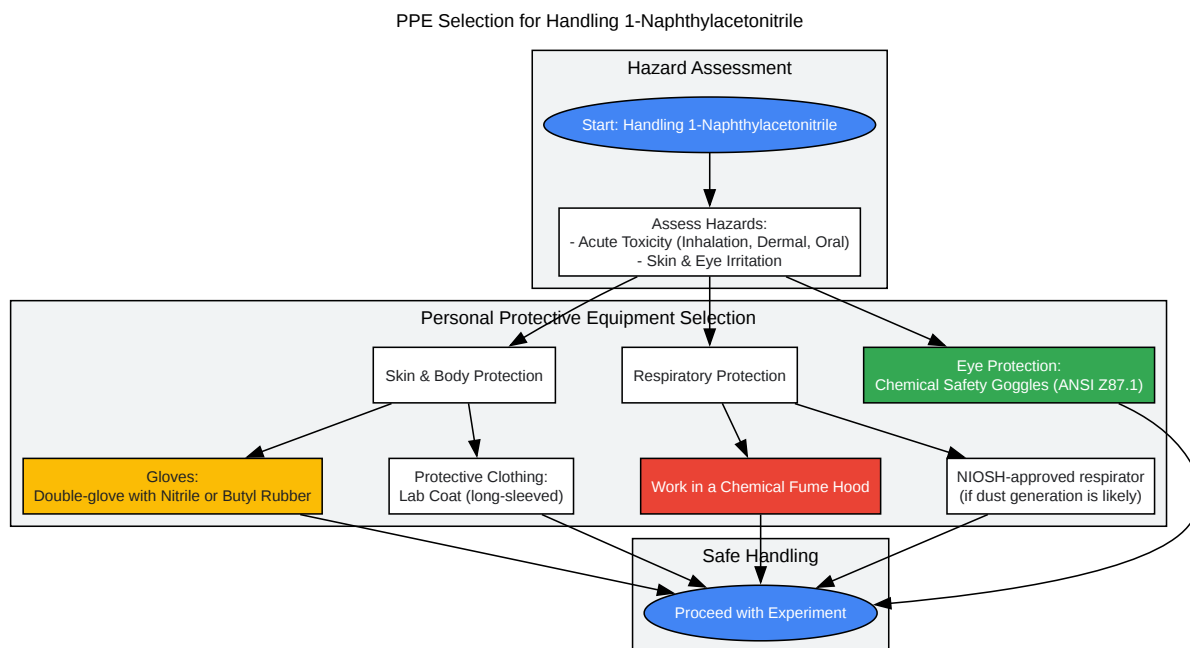 PPE Selection for Handling 1-Naphthylacetonitrile
Hazard Assessment
Start: Handling 1-Naphthylacetonitrile
Assess Hazards:
- Acute Toxicity (Inhalation, Dermal, Oral)
- Skin & Eye Irritation
Personal Protective Equipment Selection
Skin & Body Protection
Respiratory Protection
Eye Protection:
Chemical Safety Goggles (ANSI Z87.1)
Gloves:
Double-glove with Nitrile or Butyl Rubber
Protective Clothing:
Lab Coat (long-sleeved)
Work in a Chemical Fume Hood
NIOSH-approved respirator
(if dust generation is likely)
Safe Handling
Proceed with Experiment